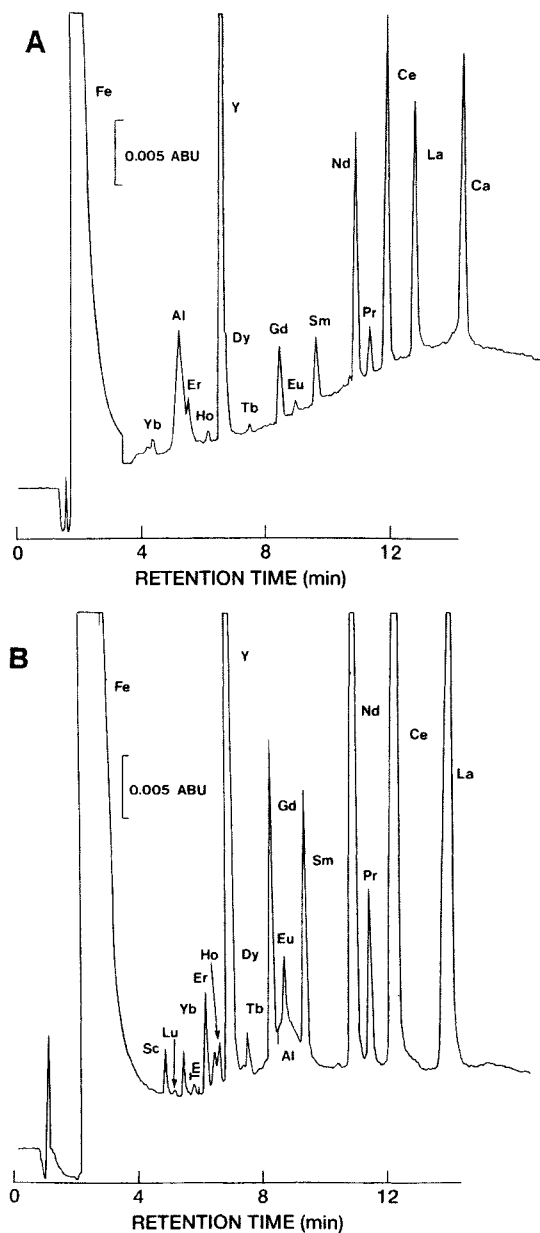 A
Fe
0.005 ABU
Y
Ce
Nd
La
Ca
Al
Dy
Gd
Sm
Pr
Er
Eu
Yb
Ho
Tb
0 4 8 12
RETENTION TIME (min)
B
Y
Fe
Nd
Ce
0.005 ABU
La
Gd
Sm
Pr
Ho
Dy
Eu
Er
Lu
Yb
Tb
Sc
Tm
Al
0 4 8 12
RETENTION TIME (min)